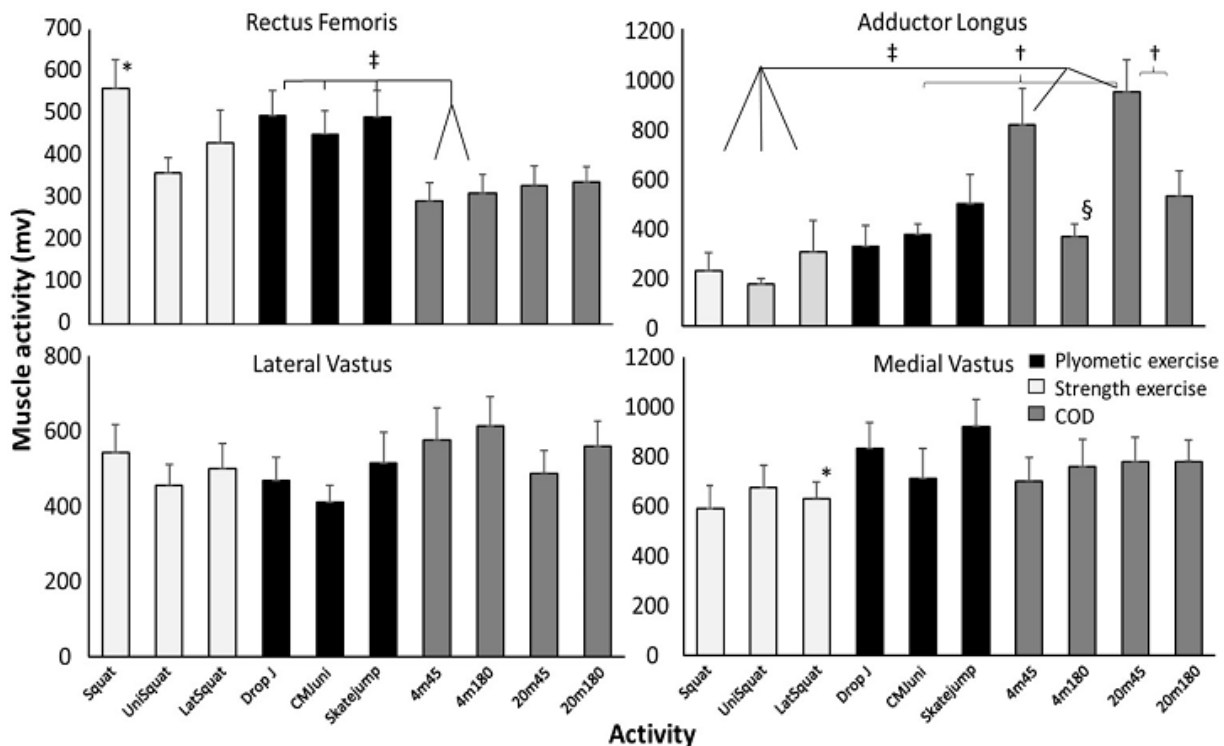 Rectus Femoris
700
600
500
400
300
200
100
0
*
‡
Adductor Longus
1200
1000
800
600
400
200
0
‡
†
†
§
Muscle activity (mv)
Lateral Vastus
800
600
400
200
0
Squat
UniSquat
LatSquat
Drop J
CMJuni
Skatejump
4m45
4m180
20m45
20m180
Medial Vastus
1200
1000
800
600
400
200
0
*
Plyometic exercise
Strength exercise
COD
Squat
UniSquat
LatSquat
Drop J
CMJuni
Skatejump
4m45
4m180
20m45
20m180
Activity